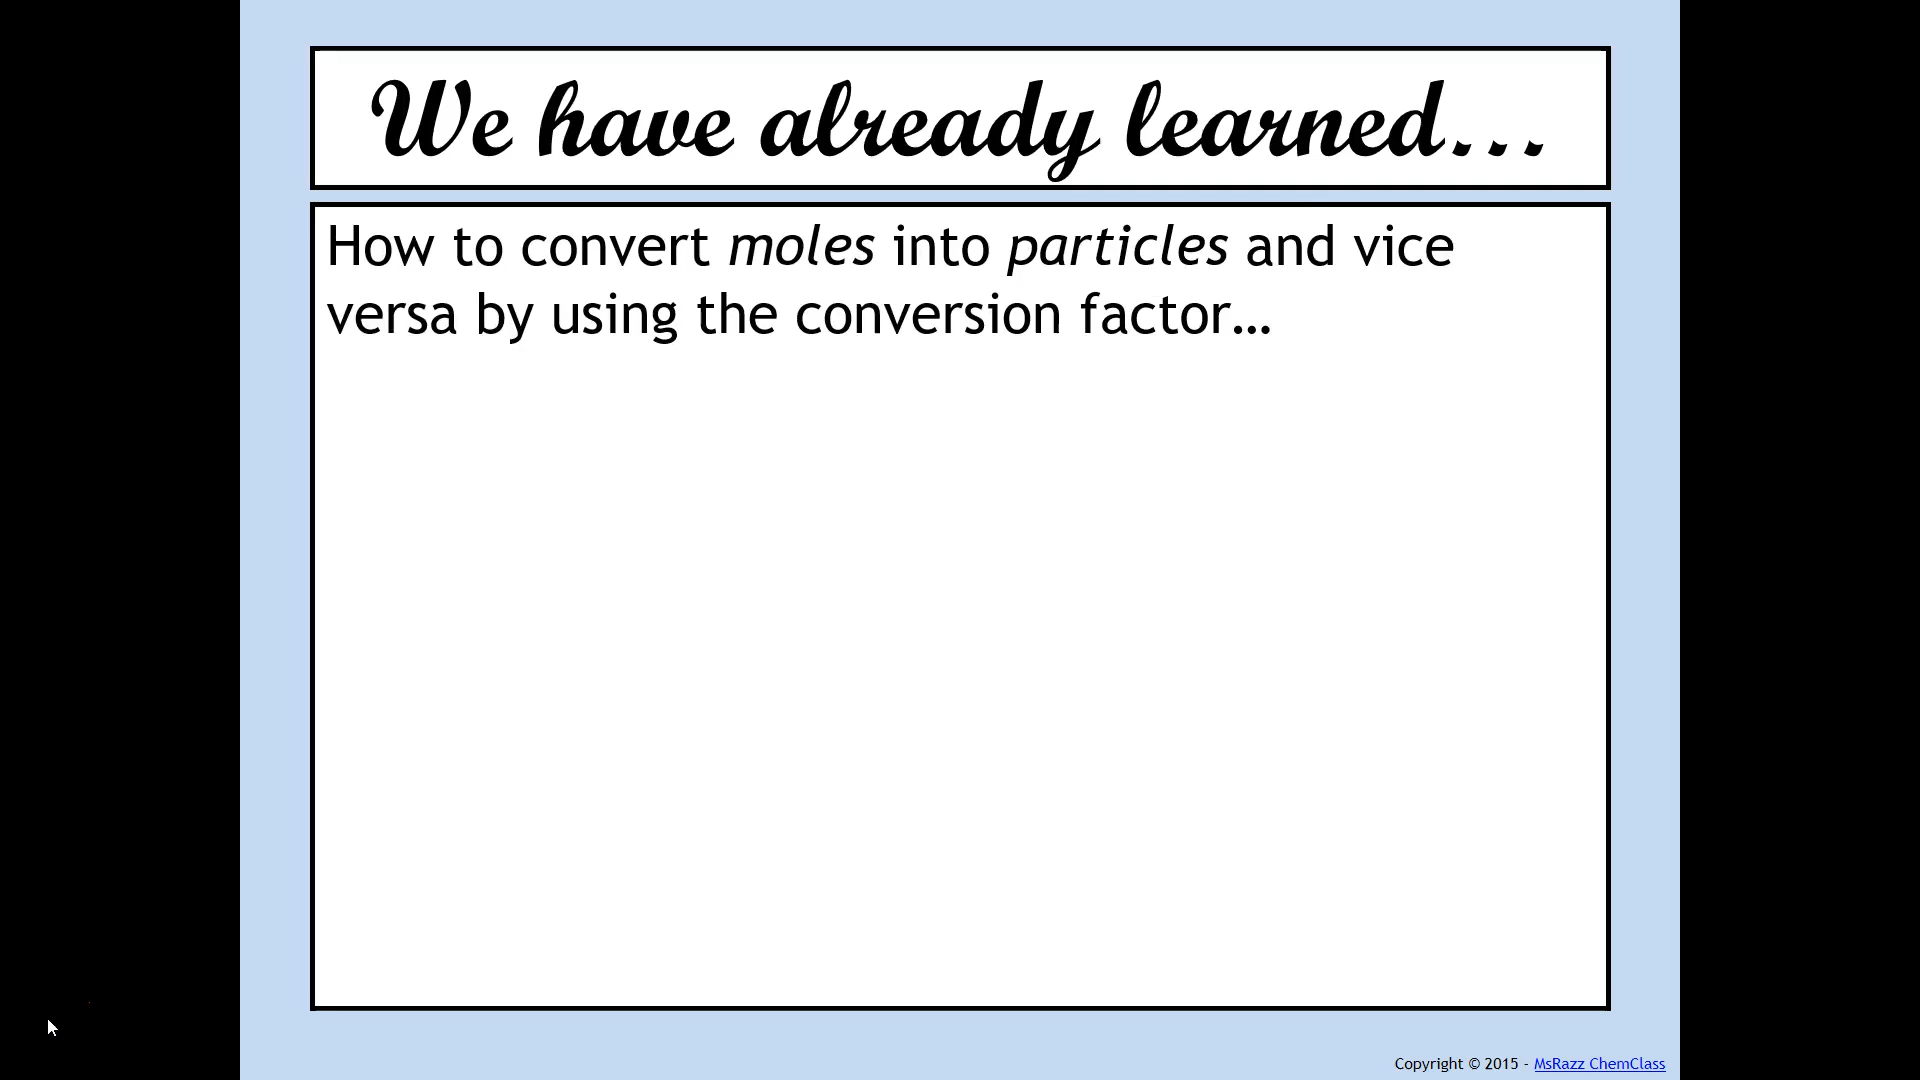 We have already learned...
How to convert moles into particles and vice
versa by using the conversion factor…
Copyright © 2015 - MsRazz ChemClass